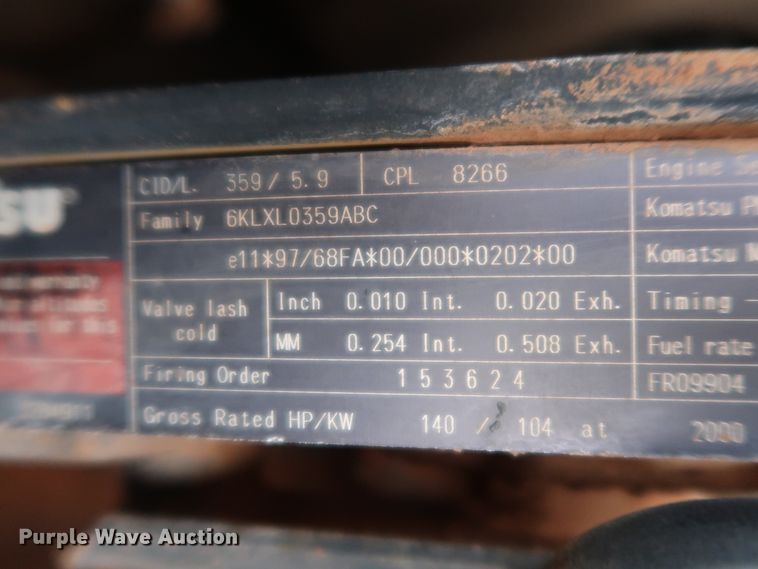 CID/L. 359 / 5.9 CPL 8266 Engine Se
Family 6KLXL0359ABC Komatsu P
e11*97/68FA*00/000*0202*00 Komatsu
Valve lash cold Inch 0.010 Int. 0.020 Exh. Timing -
MM 0.254 Int. 0.508 Exh. Fuel rate
Firing Order 1 5 3 6 2 4 FR09904
Gross Rated HP/KW 140 / 104 at 2000
Purple Wave Auction